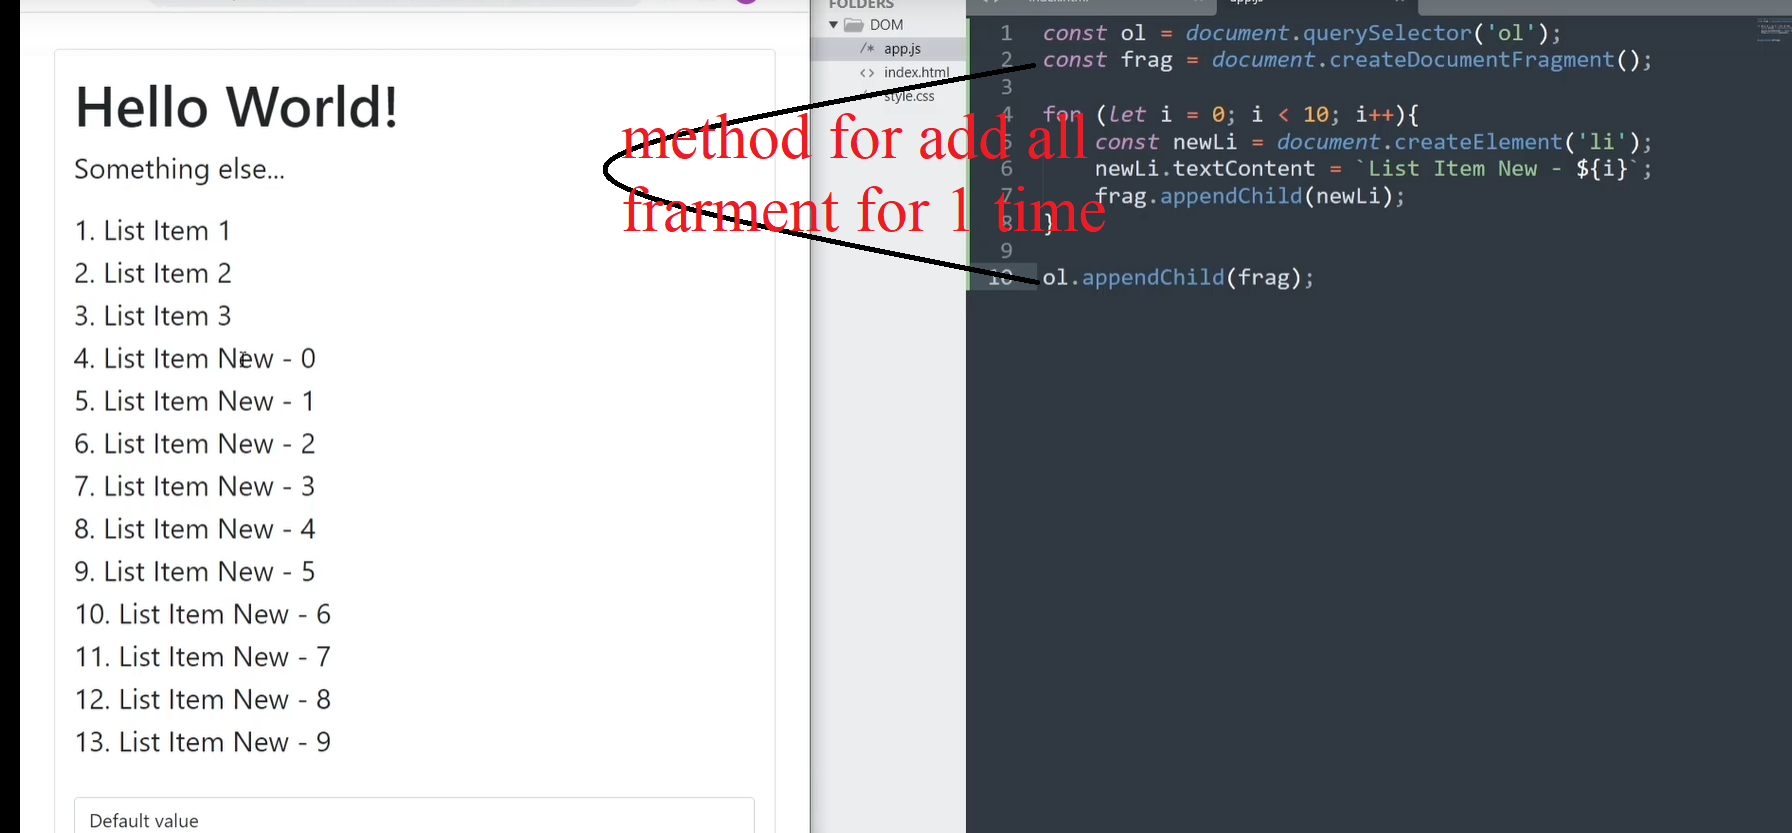 Hello World!
Something else...
1. List Item 1
2. List Item 2
3. List Item 3
4. List Item New - 0
5. List Item New - 1
6. List Item New - 2
7. List Item New - 3
8. List Item New - 4
9. List Item New - 5
10. List Item New - 6
11. List Item New - 7
12. List Item New - 8
13. List Item New - 9
Default value
FOLDERS
DOM
/* app.js
<> index.html
style.css
method for add all
frarment for 1 time
1 const ol = document.querySelector('ol');
2 const frag = document.createDocumentFragment();
3
4 for (let i = 0; i < 10; i++){
5 const newLi = document.createElement('li');
6 newLi.textContent = `List Item New - ${i}`;
7 frag.appendChild(newLi);
8 }
9
10 ol.appendChild(frag);